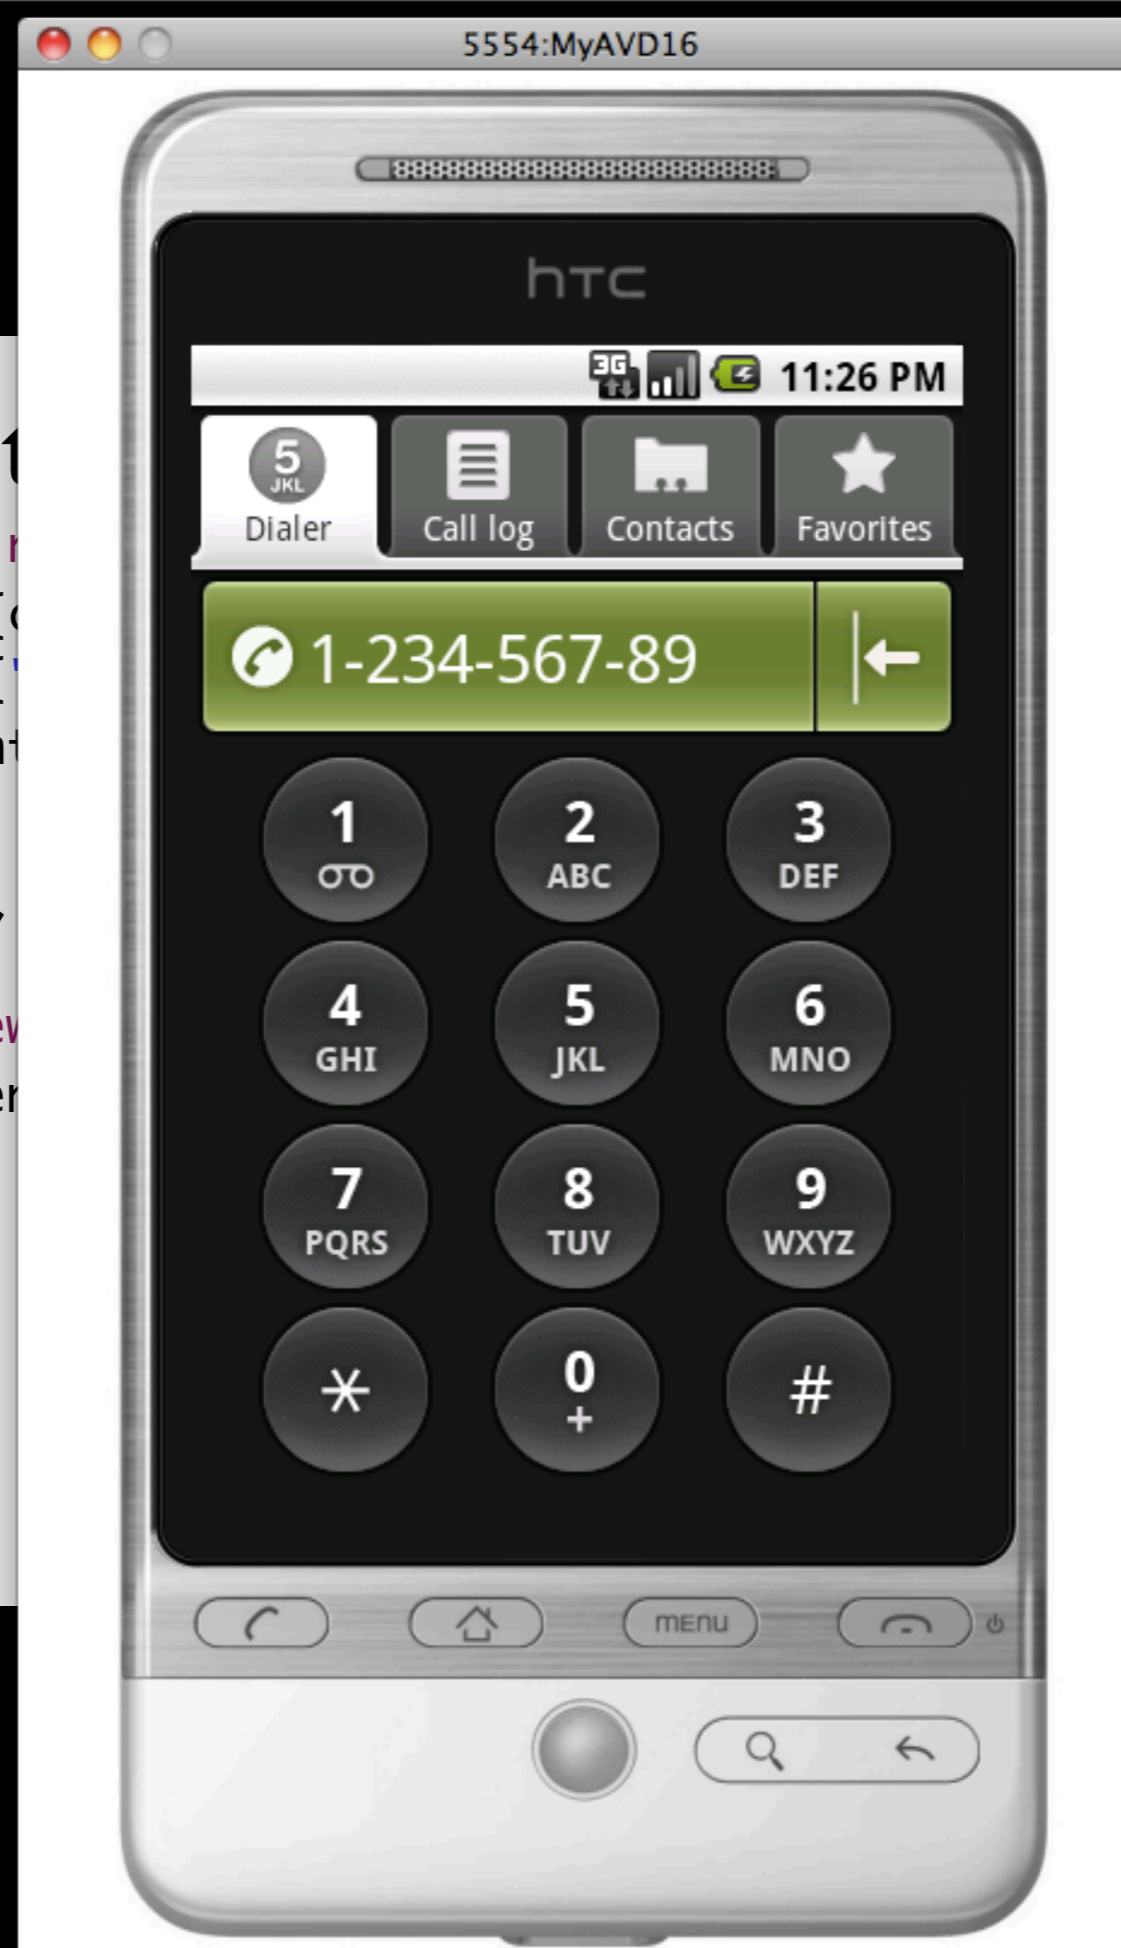 5554:MyAVD16
htc
3G 11:26 PM
5
JKL
Dialer Call log Contacts Favorites
1-234-567-89
1 2 3
ABC DEF
4 5 6
GHI JKL MNO
7 8 9
PQRS TUV WXYZ
* 0 #
+
MENU